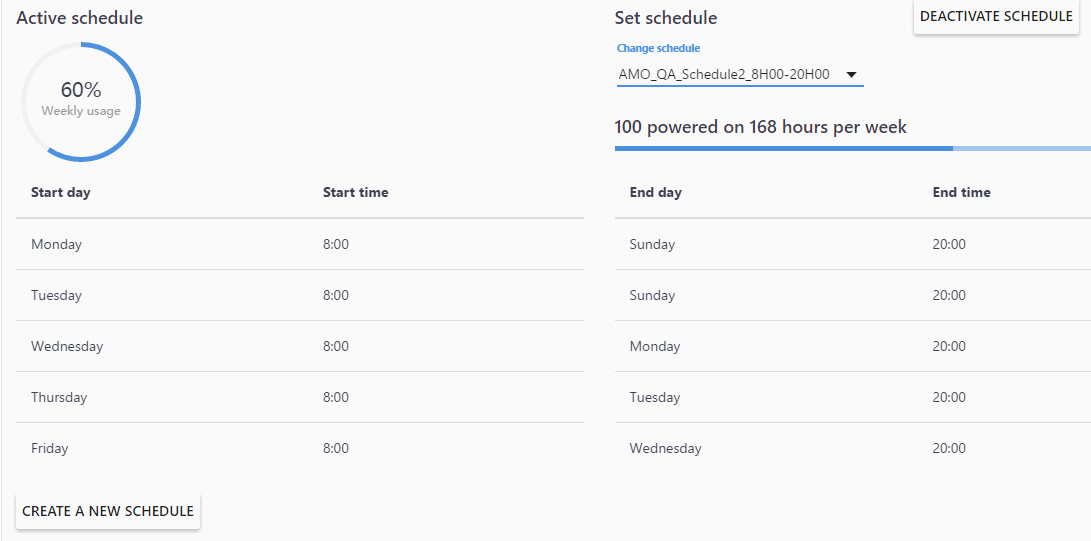 Active schedule
60%
Weekly usage
Set schedule
DEACTIVATE SCHEDULE
Change schedule
AMO_QA_Schedule2_8H00-20H00
100 powered on 168 hours per week
Start day Start time End day End time
Monday 8:00 Sunday 20:00
Tuesday 8:00 Sunday 20:00
Wednesday 8:00 Monday 20:00
Thursday 8:00 Tuesday 20:00
Friday 8:00 Wednesday 20:00
CREATE A NEW SCHEDULE